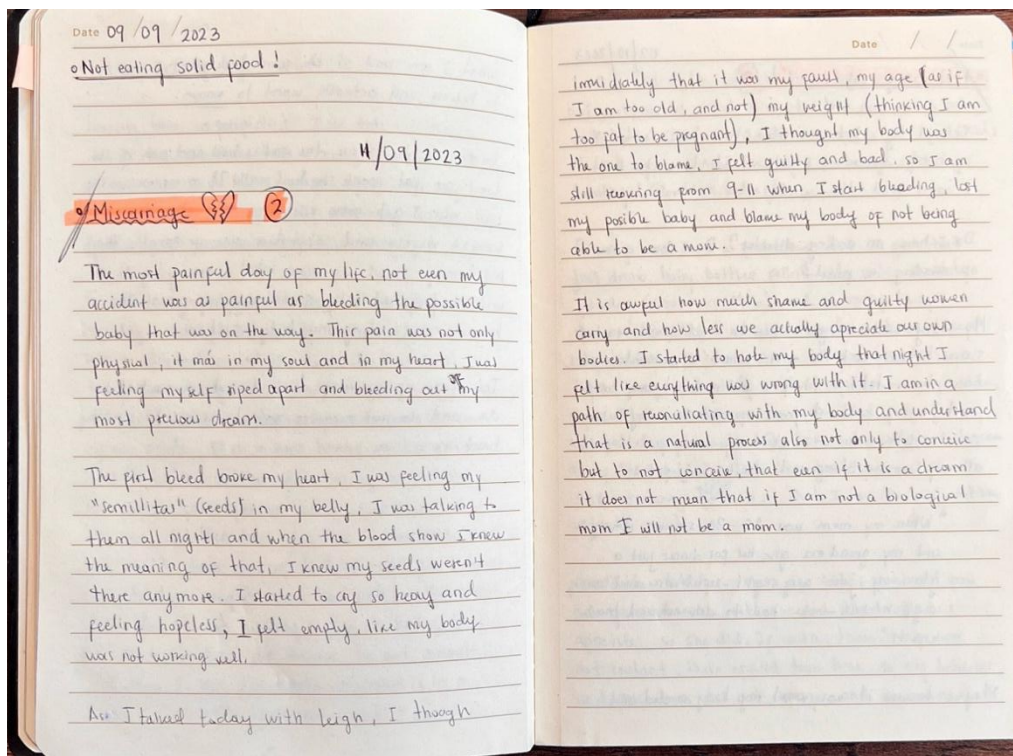 Date 09/09/2023
Not eating solid food!
11/09/2023
Miscarriage 2
The most painful day of my life, not even my
accident was as painful as bleeding the possible
baby that was on the way. This pain was not only
physical, it was in my soul and in my heart, I was
feeling my self riped apart and bleeding out of my
most precious dream.
The first bleed broke my heart, I was feeling my
"semillitas" (seeds) in my belly, I was talking to
them all nights and when the blood show I knew
the meaning of that, I knew my seeds weren't
there anymore. I started to cry so heavy and
feeling hopeless, I felt empty, like my body
was not working well.
As I talked today with Leigh, I though
Date / /
immidiately that it was my fault, my age (as if
I am too old, and not) my weight (thinking I am
too fat to be pregnant), I thought my body was
the one to blame, I felt guilty and bad, so I am
still recovering from 9-11 when I start bleading, lost
my posible baby and blame my body of not being
able to be a mom.
It is awful how much shame and guilty women
carry and how less we actually apreciate our own
bodies. I started to hate my body that night I
felt like everything was wrong with it. I am in a
path of reconciliating with my body and understand
that is a natural process also not only to conceive
but to not conceive, that even if it is a dream
it does not mean that if I am not a biological
mom I will not be a mom.